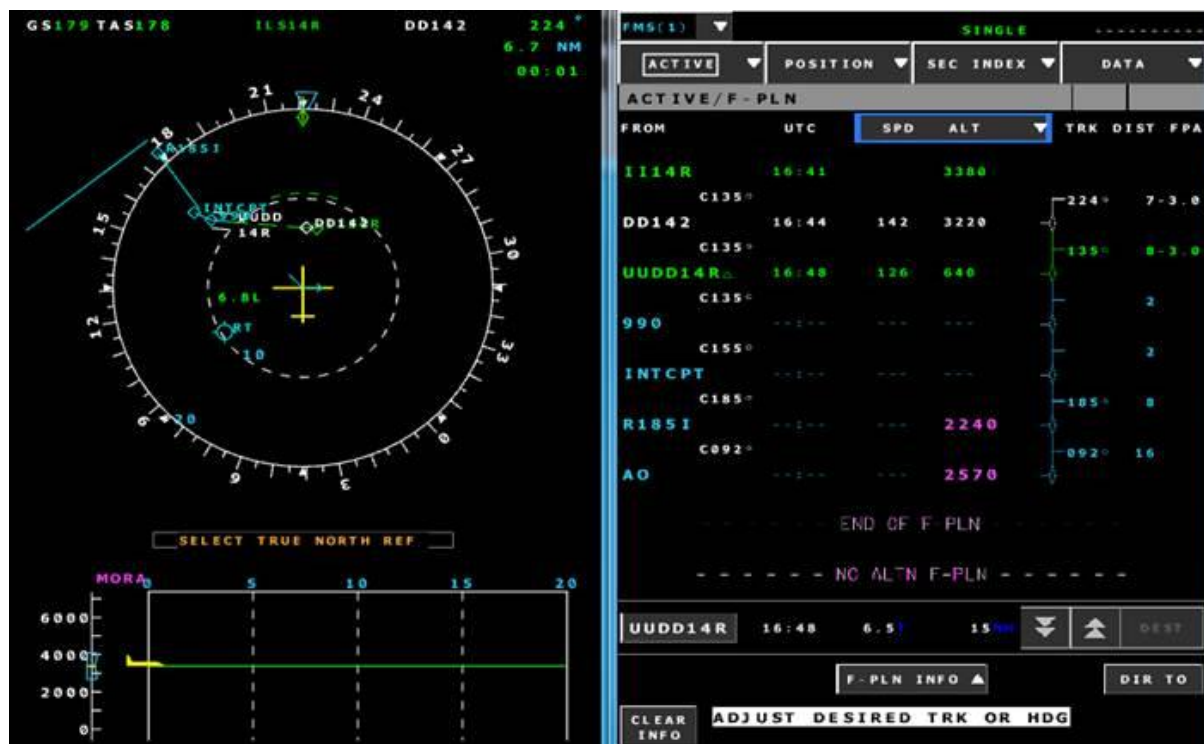 GS179 TAS178 ILS14R DD142 224°
6.7 NM
00:01
21 24
18 27
15 30
12 33
9 0
6 3
R185I
INTCPT
990 UUDD DD142R
14R
6.8L
RT
10
20
SELECT TRUE NORTH REF
MORA 0 5 10 15 20
6000
4000
2000
0
FMS(1) SINGLE ----------
ACTIVE POSITION SEC INDEX DATA
ACTIVE/F-PLN
FROM UTC SPD ALT TRK DIST FPA
II14R 16:41 3380
C135° 224° 7-3.0
DD142 16:44 142 3220
C135° 135° 8-3.0
UUDD14R 16:48 126 640
C135° 2
990 --:-- --- ---
C155° 2
INTCPT --:-- --- ---
C185° 185° 8
R185I --:-- --- 2240
C092° 092° 16
AO --:-- --- 2570
END OF F-PLN
------ NO ALTN F-PLN ------
UUDD14R 16:48 6.5T 15NM DEST
F-PLN INFO DIR TO
CLEAR INFO ADJUST DESIRED TRK OR HDG